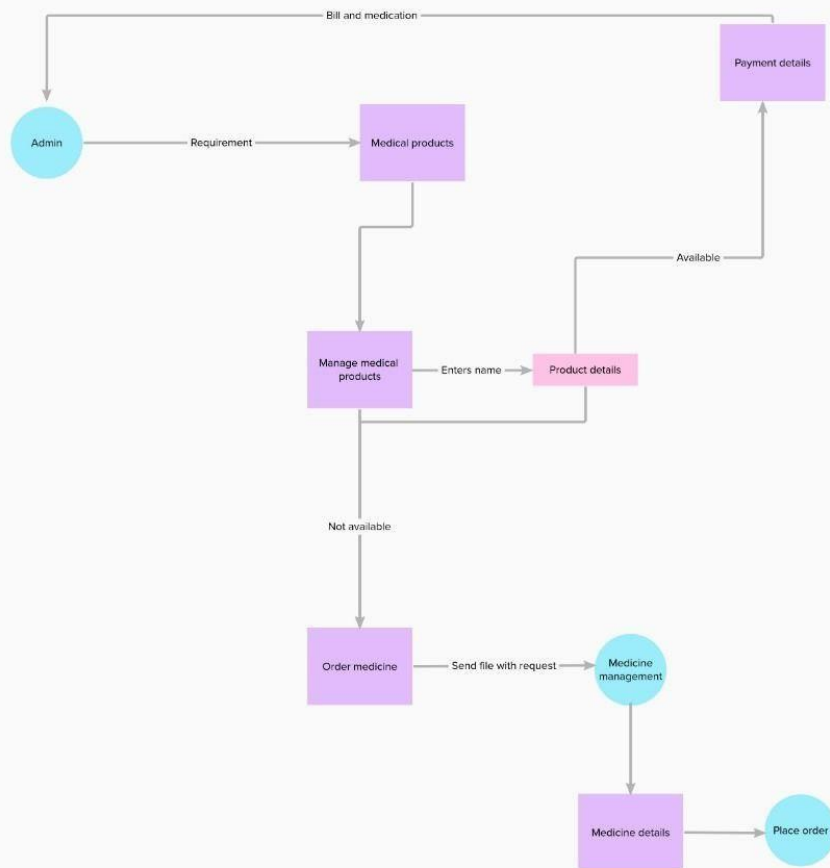 Bill and medication
Payment details
Admin
Requirement
Medical products
Available
Manage medical
products
Enters name
Product details
Not available
Order medicine
Send file with request
Medicine
management
Medicine details
Place order